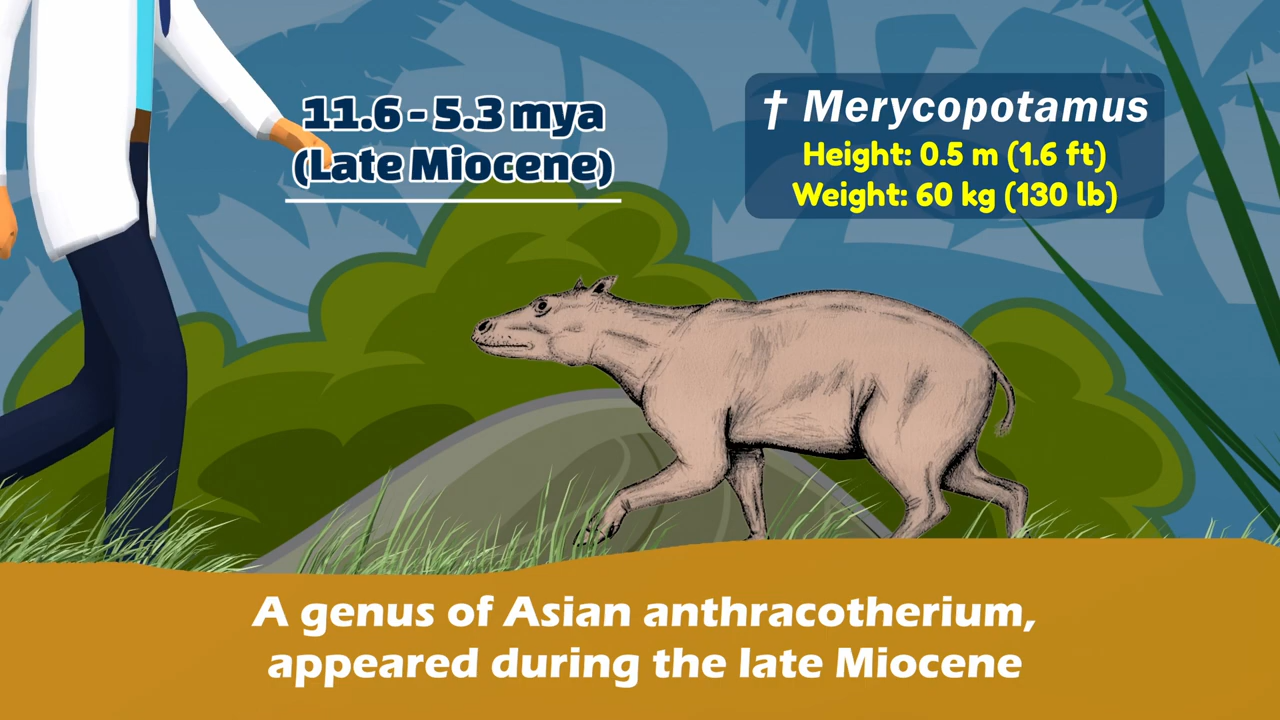 11.6 - 5.3 mya
(Late Miocene)
† Merycopotamus
Height: 0.5 m (1.6 ft)
Weight: 60 kg (130 lb)
A genus of Asian anthracotherium,
appeared during the late Miocene